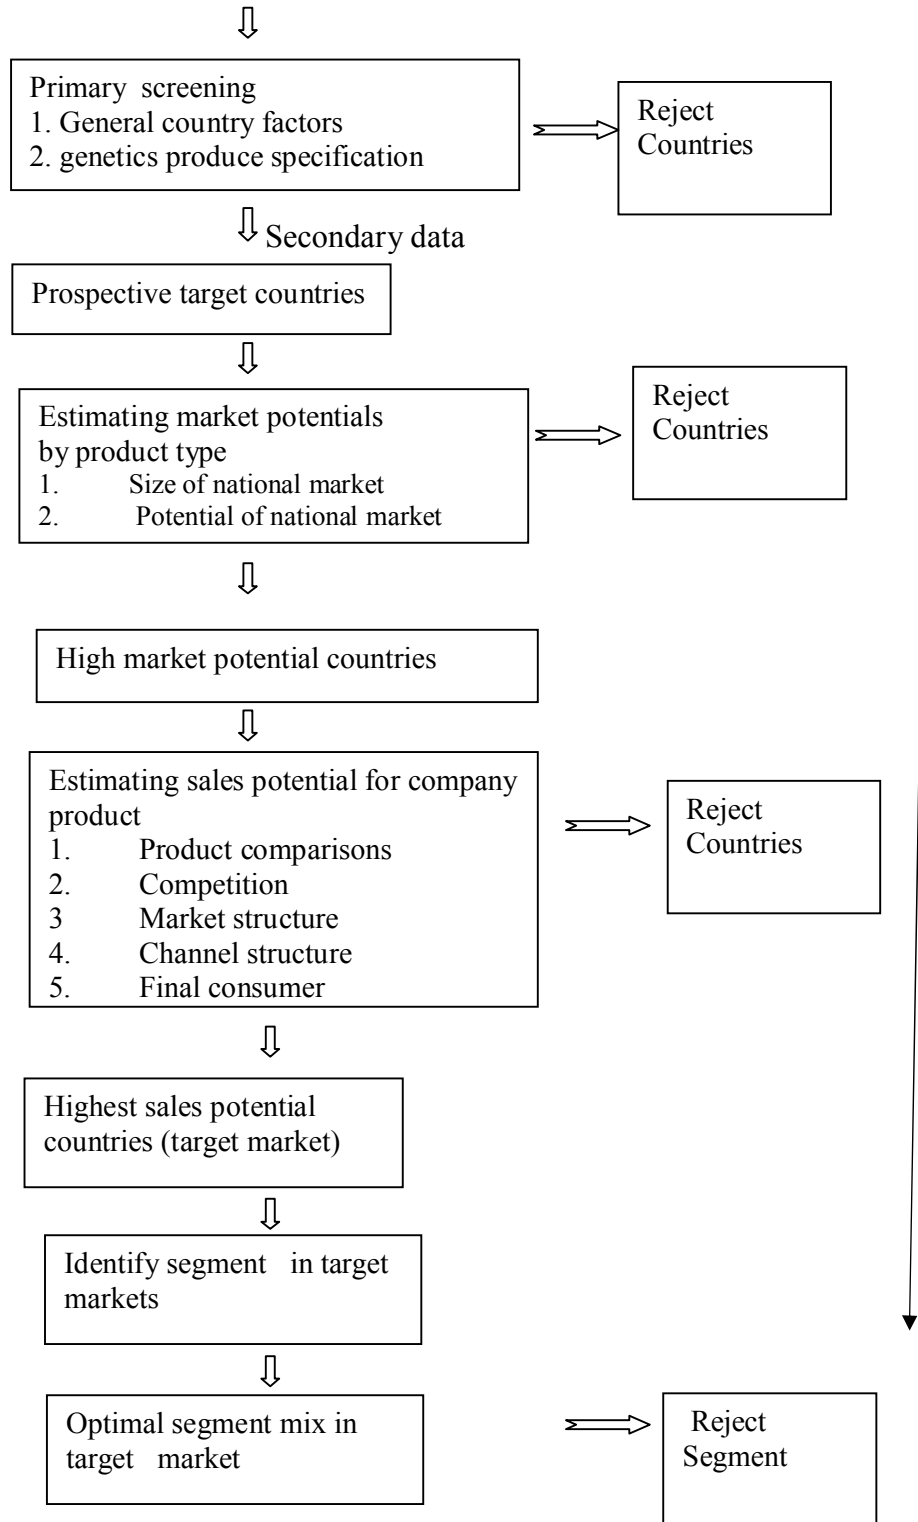 Primary screening
1. General country factors
2. genetics produce specification
Reject
Countries
Secondary data
Prospective target countries
Estimating market potentials
by product type
1. Size of national market
2. Potential of national market
Reject
Countries
High market potential countries
Estimating sales potential for company
product
1. Product comparisons
2. Competition
3 Market structure
4. Channel structure
5. Final consumer
Reject
Countries
Highest sales potential
countries (target market)
Identify segment in target
markets
Optimal segment mix in
target market
Reject
Segment